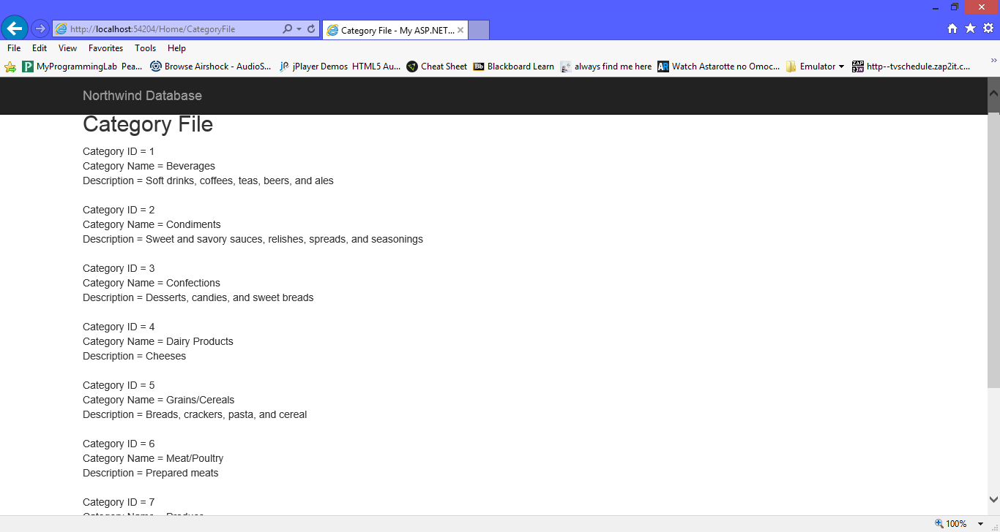 http://localhost:54204/Home/CategoryFile
Category File - My ASP.NET...
File Edit View Favorites Tools Help
MyProgrammingLab Pea...
Browse Airshock - AudioS...
jPlayer Demos HTML5 Au...
Cheat Sheet
Blackboard Learn
always find me here
Watch Astarotte no Omoc...
Emulator
http--tvschedule.zap2it.c...
Northwind Database
Category File
Category ID = 1
Category Name = Beverages
Description = Soft drinks, coffees, teas, beers, and ales
Category ID = 2
Category Name = Condiments
Description = Sweet and savory sauces, relishes, spreads, and seasonings
Category ID = 3
Category Name = Confections
Description = Desserts, candies, and sweet breads
Category ID = 4
Category Name = Dairy Products
Description = Cheeses
Category ID = 5
Category Name = Grains/Cereals
Description = Breads, crackers, pasta, and cereal
Category ID = 6
Category Name = Meat/Poultry
Description = Prepared meats
Category ID = 7
Category Name = Produce
100%